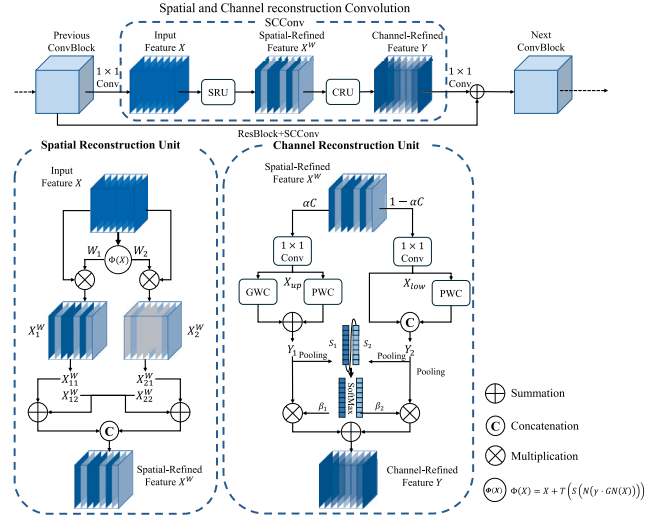 Spatial and Channel reconstruction Convolution
SCConv
Previous
ConvBlock
1 × 1
Conv
Input
Feature X
SRU
Spatial-Refined
Feature X^W
CRU
Channel-Refined
Feature Y
1 × 1
Conv
Next
ConvBlock
ResBlock+SCConv
Spatial Reconstruction Unit
Input
Feature X
W_1
W_2
Φ(X)
X_1^W
X_2^W
X_11^W
X_21^W
X_12^W
X_22^W
C
Spatial-Refined
Feature X^W
Channel Reconstruction Unit
Spatial-Refined
Feature X^W
αC
1 − αC
1 × 1
Conv
1 × 1
Conv
X_up
X_low
GWC
PWC
PWC
C
Y_1
S_1
S_2
Y_2
Pooling
Pooling
Pooling
SoftMax
β_1
β_2
Channel-Refined
Feature Y
Summation
C
Concatenation
Multiplication
Φ(X)
Φ(X) = X + T(S(N(γ · GN(X))))